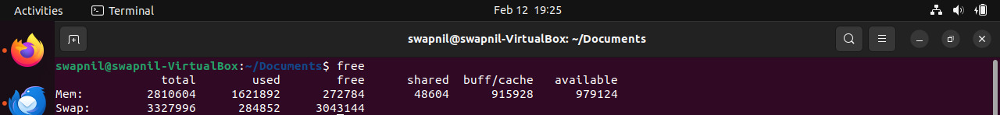 Activities Terminal Feb 12 19:25
swapnil@swapnil-VirtualBox: ~/Documents
swapnil@swapnil-VirtualBox:~/Documents$ free
total used free shared buff/cache available
Mem: 2810604 1621892 272784 48604 915928 979124
Swap: 3327996 284852 3043144